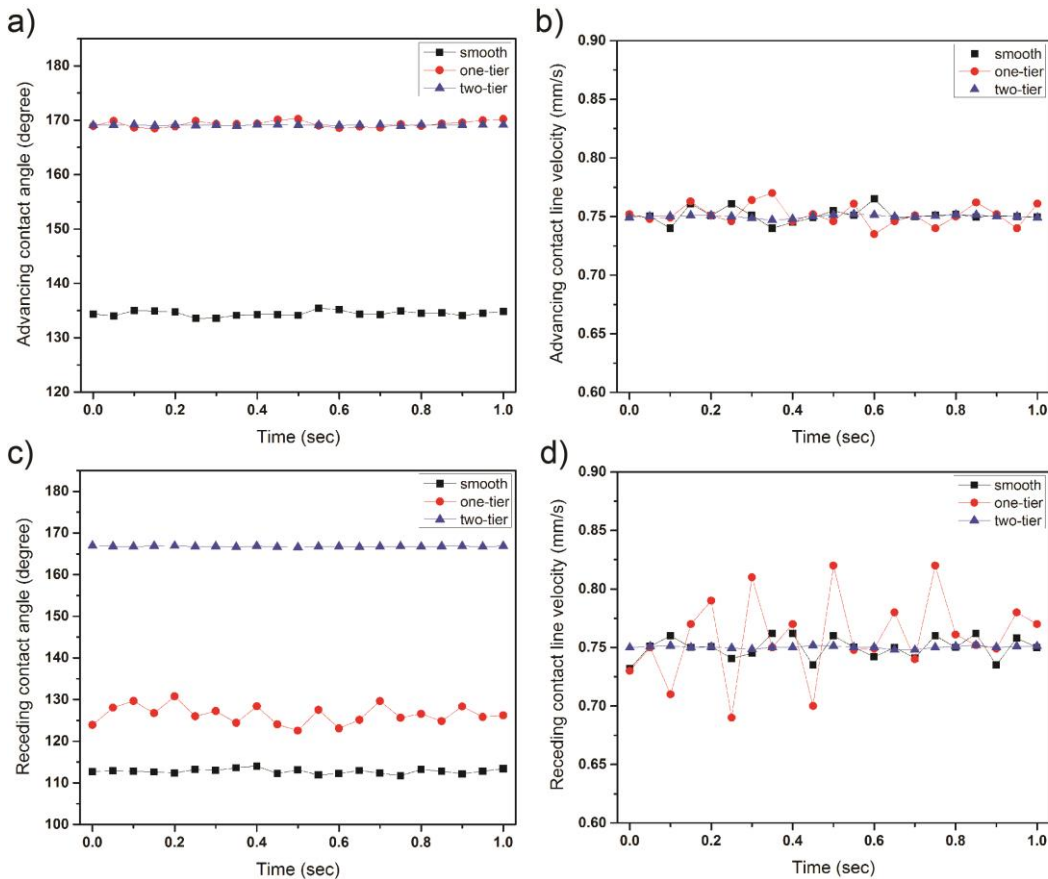 a)
185
180
170
160
150
140
130
120
Advancing contact angle (degree)
smooth
one-tier
two-tier
0.0 0.2 0.4 0.6 0.8 1.0
Time (sec)
b)
0.90
0.85
0.80
0.75
0.70
0.65
0.60
Advancing contact line velocity (mm/s)
smooth
one-tier
two-tier
0.0 0.2 0.4 0.6 0.8 1.0
Time (sec)
c)
180
170
160
150
140
130
120
110
100
Receding contact angle (degree)
smooth
one-tier
two-tier
0.0 0.2 0.4 0.6 0.8 1.0
Time (sec)
d)
0.90
0.85
0.80
0.75
0.70
0.65
0.60
Receding contact line velocity (mm/s)
smooth
one-tier
two-tier
0.0 0.2 0.4 0.6 0.8 1.0
Time (sec)